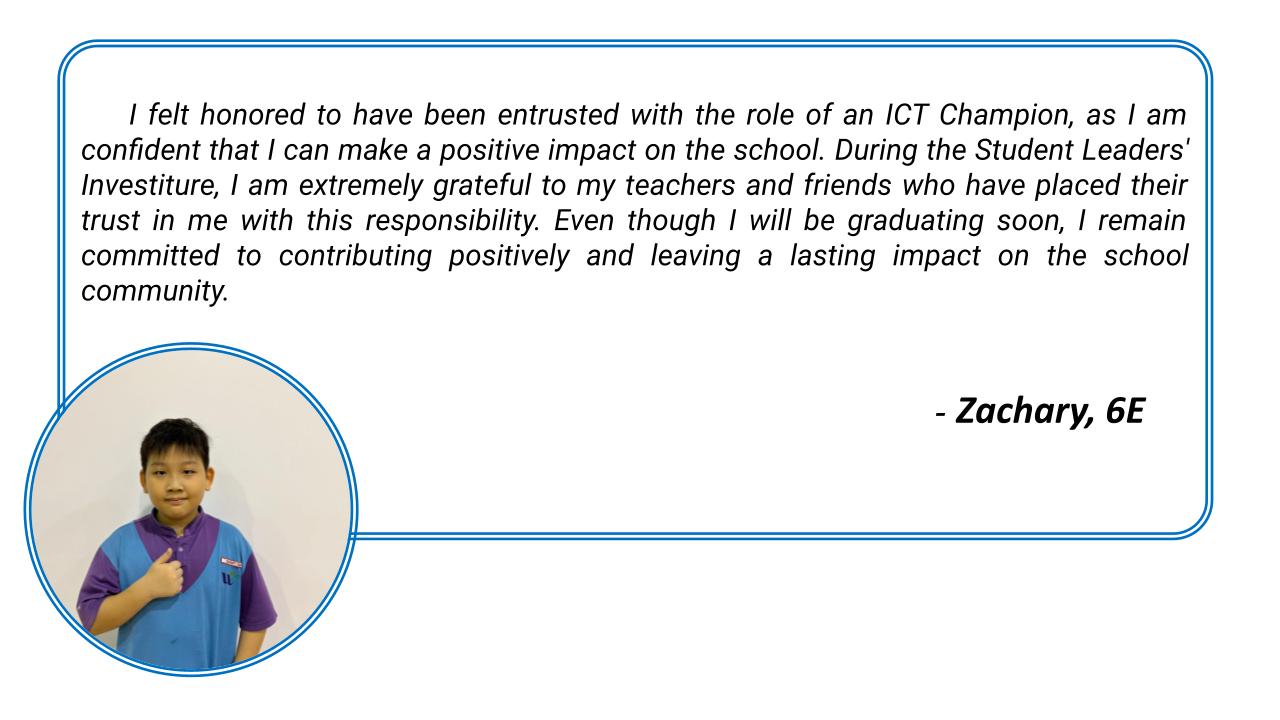 I felt honored to have been entrusted with the role of an ICT Champion, as I am
confident that I can make a positive impact on the school. During the Student Leaders'
Investiture, I am extremely grateful to my teachers and friends who have placed their
trust in me with this responsibility. Even though I will be graduating soon, I remain
committed to contributing positively and leaving a lasting impact on the school
community.
- Zachary, 6E